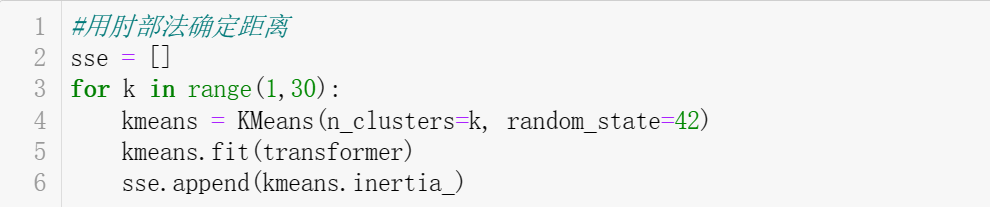 1 #用肘部法确定距离
2 sse = []
3 for k in range(1,30):
4     kmeans = KMeans(n_clusters=k, random_state=42)
5     kmeans.fit(transformer)
6     sse.append(kmeans.inertia_)